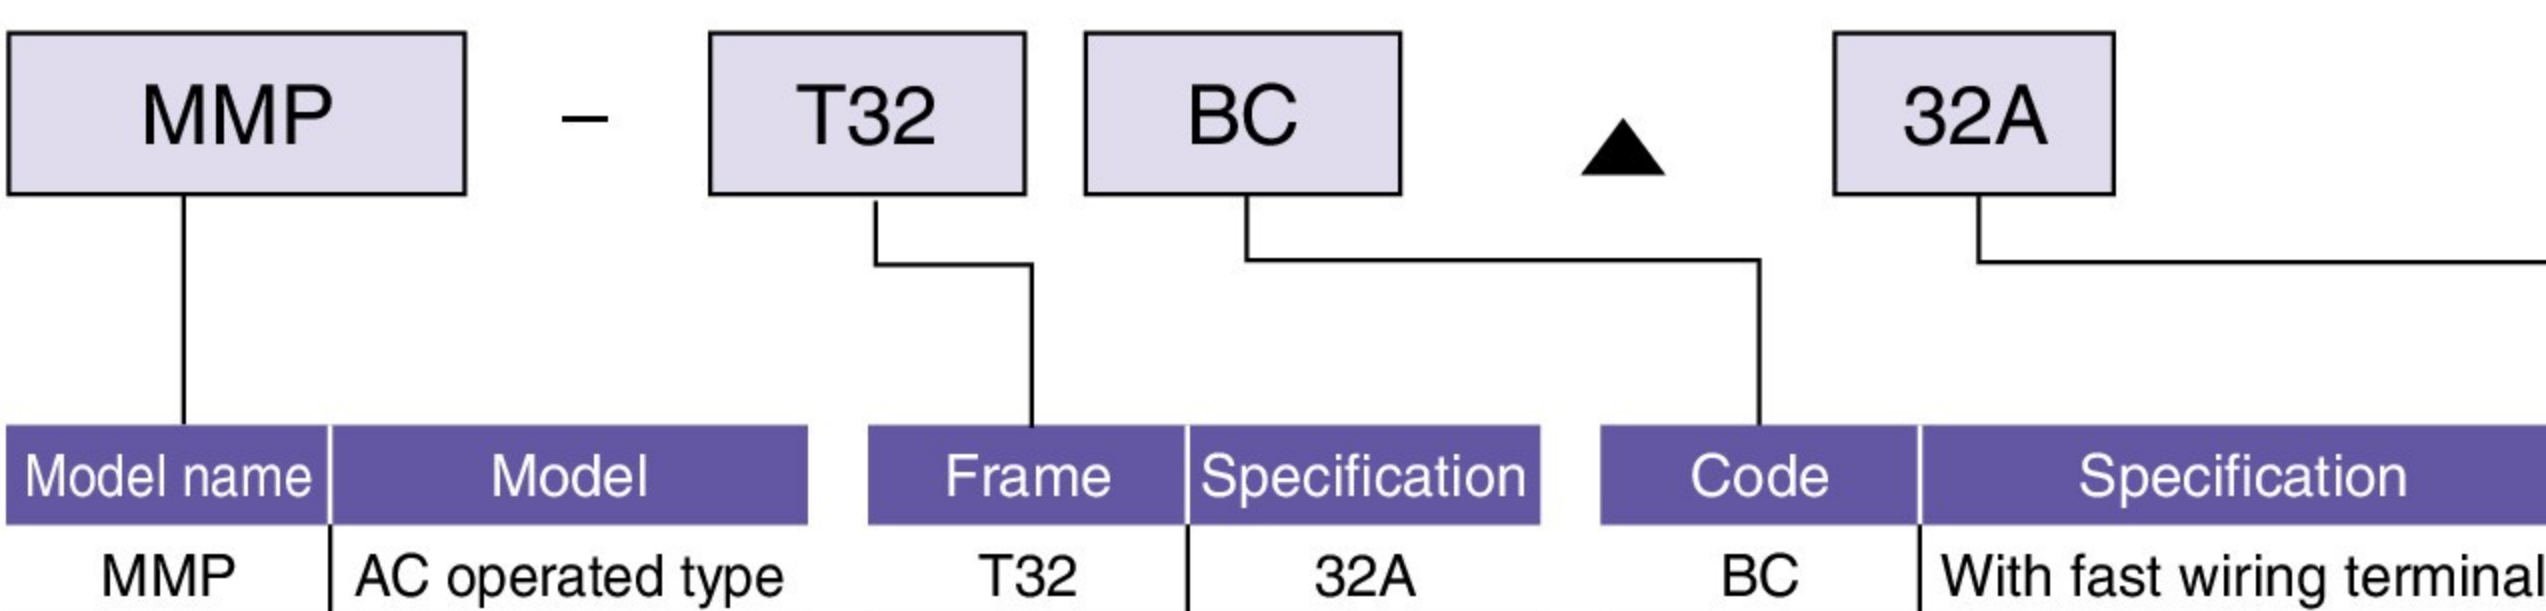 MMP – T32 BC ▲ 32A
Model name Model Frame Specification Code Specification
MMP AC operated type T32 32A BC With fast wiring terminal